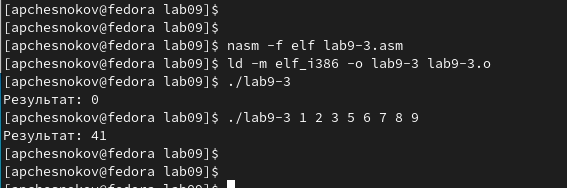 [apchesnokov@fedora lab09]$
[apchesnokov@fedora lab09]$
[apchesnokov@fedora lab09]$ nasm -f elf lab9-3.asm
[apchesnokov@fedora lab09]$ ld -m elf_i386 -o lab9-3 lab9-3.o
[apchesnokov@fedora lab09]$ ./lab9-3
Результат: 0
[apchesnokov@fedora lab09]$ ./lab9-3 1 2 3 5 6 7 8 9
Результат: 41
[apchesnokov@fedora lab09]$
[apchesnokov@fedora lab09]$
[apchesnokov@fedora lab09]$